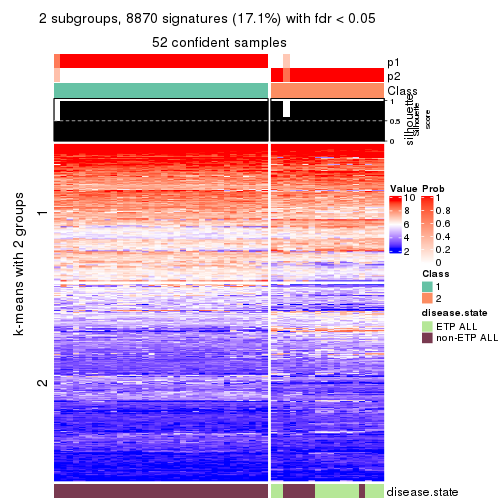 2 subgroups, 8870 signatures (17.1%) with fdr < 0.05
52 confident samples
p1
p2
Class
1
0.5
0
silhouette
Silhouette
score
k-means with 2 groups
1
2
Value
10
8
6
4
2
Prob
1
0.8
0.6
0.4
0.2
0
Class
1
2
disease.state
ETP ALL
non-ETP ALL
disease.state